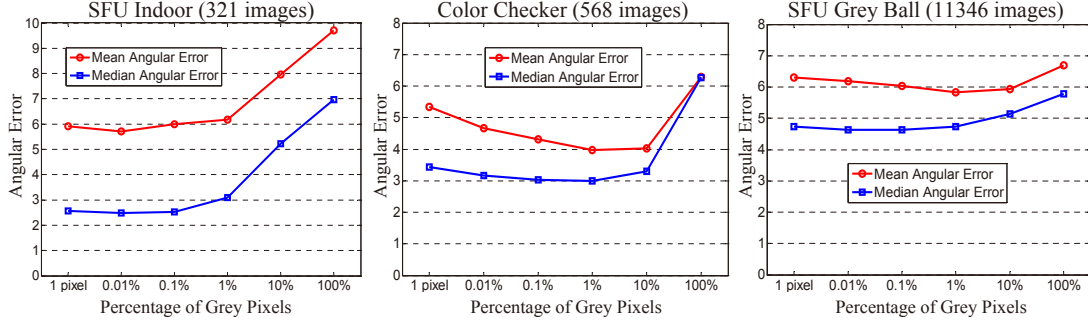 SFU Indoor (321 images)
Angular Error
10
9
8
7
6
5
4
3
2
1
0
Mean Angular Error
Median Angular Error
1 pixel 0.01% 0.1% 1% 10% 100%
Percentage of Grey Pixels
Color Checker (568 images)
Angular Error
8
7
6
5
4
3
2
1
0
Mean Angular Error
Median Angular Error
1 pixel 0.01% 0.1% 1% 10% 100%
Percentage of Grey Pixels
SFU Grey Ball (11346 images)
Angular Error
8
7
6
5
4
3
2
1
0
Mean Angular Error
Median Angular Error
1 pixel 0.01% 0.1% 1% 10% 100%
Percentage of Grey Pixels